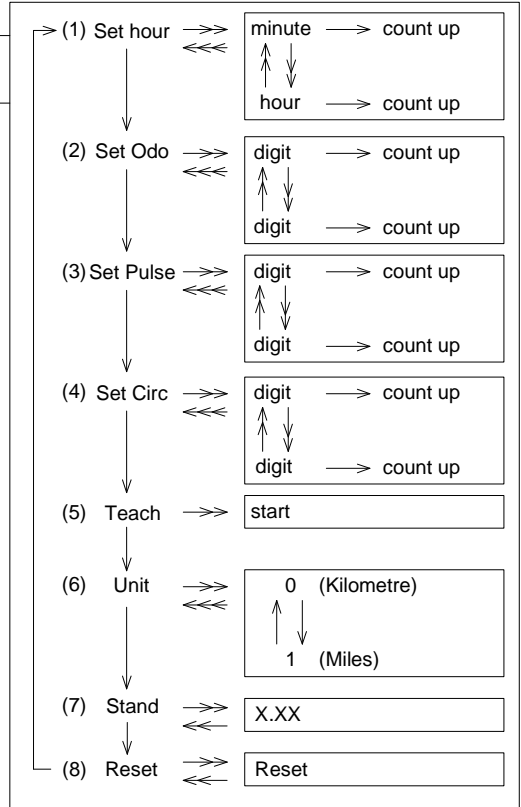 (1) Set hour minute count up
hour count up
(2) Set Odo digit count up
digit count up
(3) Set Pulse digit count up
digit count up
(4) Set Circ digit count up
digit count up
(5) Teach start
(6) Unit 0 (Kilometre)
1 (Miles)
(7) Stand X.XX
(8) Reset Reset